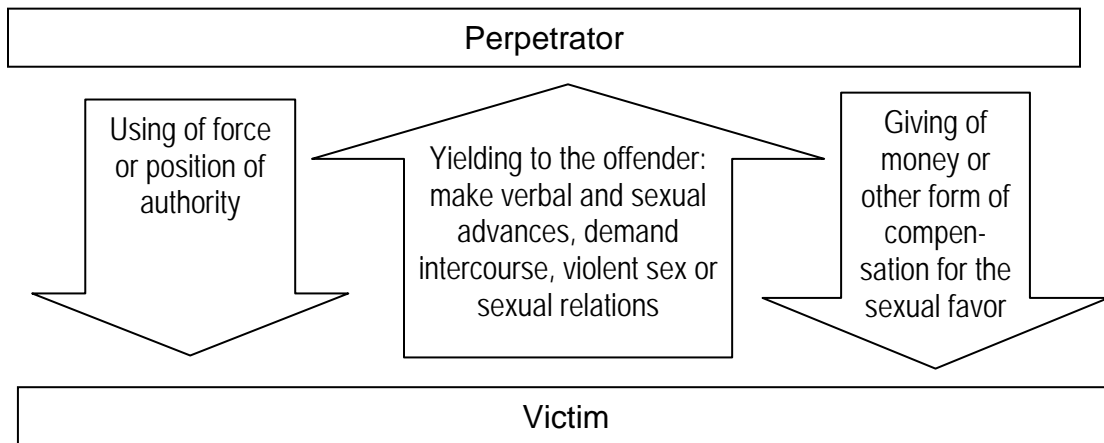 Perpetrator
Using of force
or position of
authority
Yielding to the offender:
make verbal and sexual
advances, demand
intercourse, violent sex or
sexual relations
Giving of
money or
other form of
compen-
sation for the
sexual favor
Victim